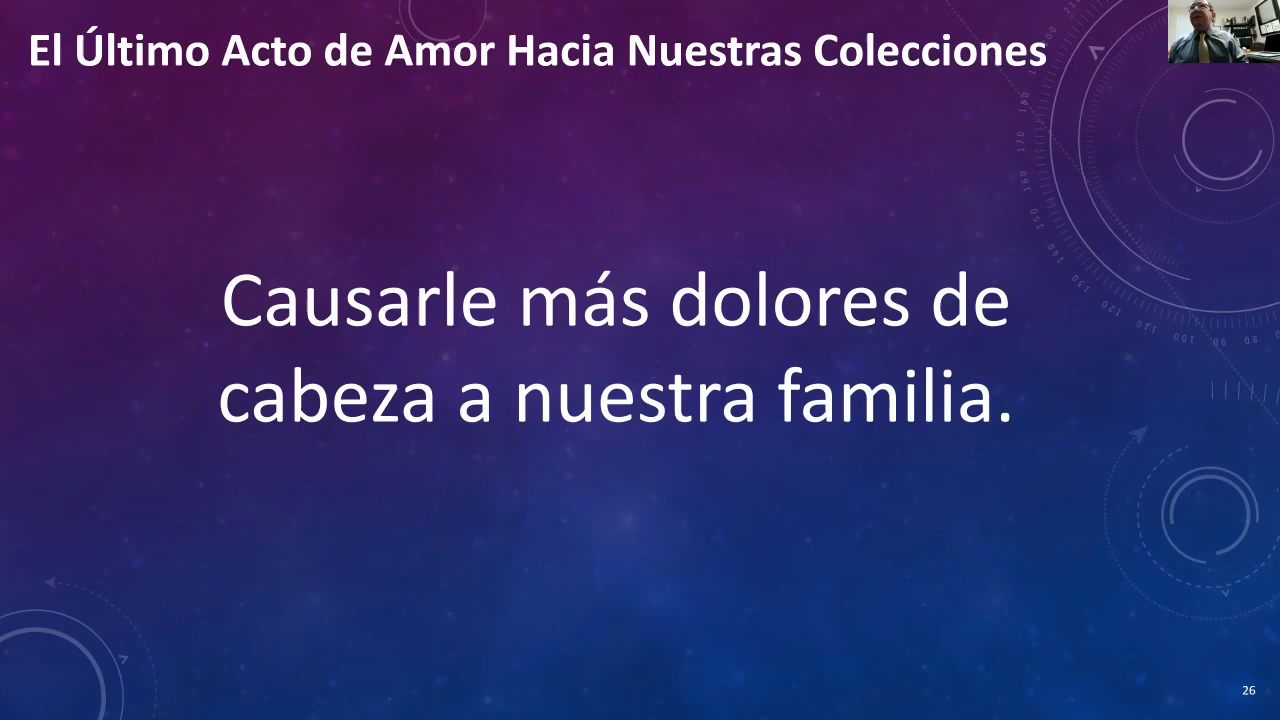 El Último Acto de Amor Hacia Nuestras Colecciones
Causarle más dolores de
cabeza a nuestra familia.
26